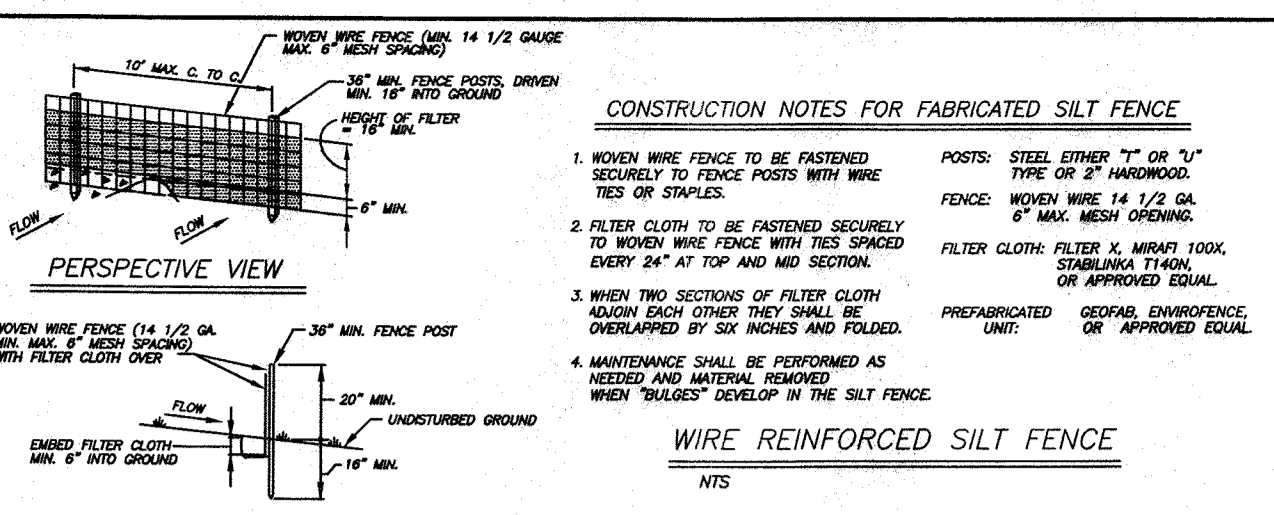 WOVEN WIRE FENCE (MIN. 14 1/2 GAUGE
MAX. 6" MESH SPACING)
10' MAX. C. TO C.
36" MIN. FENCE POSTS, DRIVEN
MIN. 16" INTO GROUND
HEIGHT OF FILTER
= 16" MIN.
6" MIN.
FLOW
FLOW
PERSPECTIVE VIEW
WOVEN WIRE FENCE (14 1/2 GA.
MIN. MAX. 6" MESH SPACING)
WITH FILTER CLOTH OVER
36" MIN. FENCE POST
FLOW
20" MIN.
UNDISTURBED GROUND
EMBED FILTER CLOTH
MIN. 6" INTO GROUND
16" MIN.
CONSTRUCTION NOTES FOR FABRICATED SILT FENCE
1. WOVEN WIRE FENCE TO BE FASTENED
SECURELY TO FENCE POSTS WITH WIRE
TIES OR STAPLES.
2. FILTER CLOTH TO BE FASTENED SECURELY
TO WOVEN WIRE FENCE WITH TIES SPACED
EVERY 24" AT TOP AND MID SECTION.
3. WHEN TWO SECTIONS OF FILTER CLOTH
ADJOIN EACH OTHER THEY SHALL BE
OVERLAPPED BY SIX INCHES AND FOLDED.
4. MAINTENANCE SHALL BE PERFORMED AS
NEEDED AND MATERIAL REMOVED
WHEN "BULGES" DEVELOP IN THE SILT FENCE.
POSTS: STEEL EITHER "T" OR "U"
TYPE OR 2" HARDWOOD.
FENCE: WOVEN WIRE 14 1/2 GA.
6" MAX. MESH OPENING.
FILTER CLOTH: FILTER X, MIRAFI 100X,
STABILINKA T140N,
OR APPROVED EQUAL.
PREFABRICATED GEOFAB, ENVIROFENCE,
UNIT: OR APPROVED EQUAL.
WIRE REINFORCED SILT FENCE
NTS